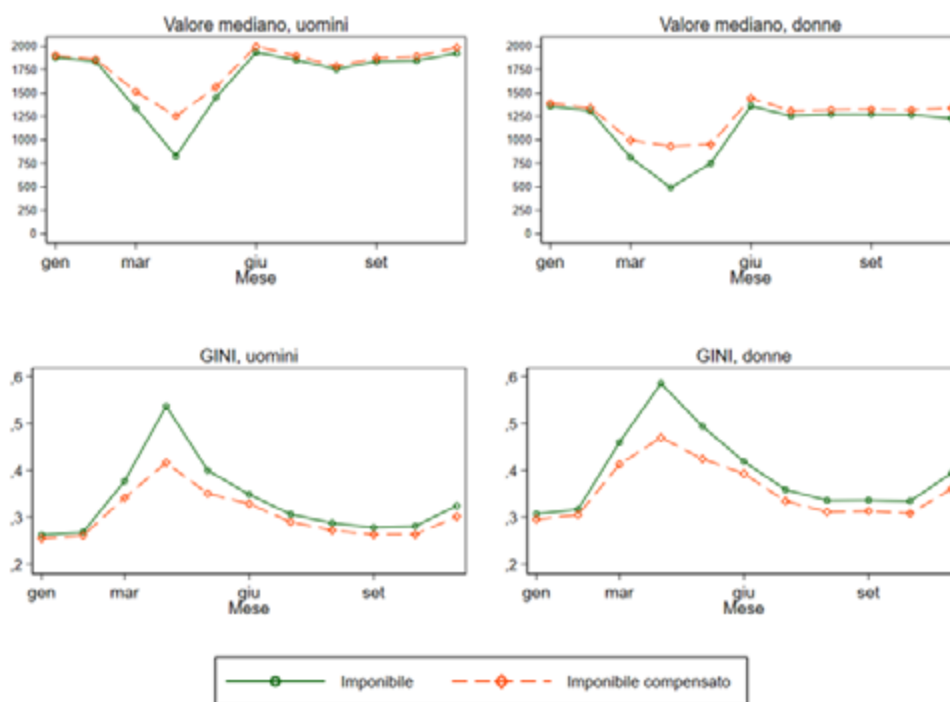 Valore mediano, uomini
2000
1750
1500
1250
1000
750
500
250
0
gen mar giu set
Mese
Valore mediano, donne
2000
1750
1500
1250
1000
750
500
250
0
gen mar giu set
Mese
GINI, uomini
,6
,5
,4
,3
,2
gen mar giu set
Mese
GINI, donne
,6
,5
,4
,3
,2
gen mar giu set
Mese
Imponibile Imponibile compensato